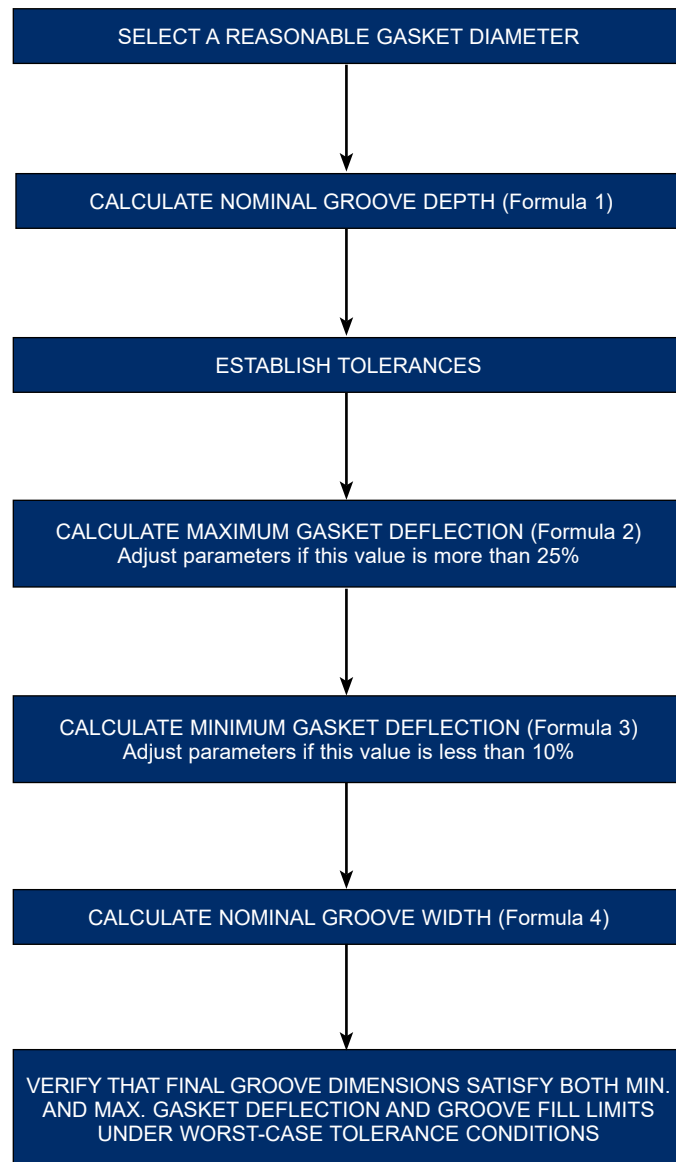 SELECT A REASONABLE GASKET DIAMETER
CALCULATE NOMINAL GROOVE DEPTH (Formula 1)
ESTABLISH TOLERANCES
CALCULATE MAXIMUM GASKET DEFLECTION (Formula 2)
Adjust parameters if this value is more than 25%
CALCULATE MINIMUM GASKET DEFLECTION (Formula 3)
Adjust parameters if this value is less than 10%
CALCULATE NOMINAL GROOVE WIDTH (Formula 4)
VERIFY THAT FINAL GROOVE DIMENSIONS SATISFY BOTH MIN.
AND MAX. GASKET DEFLECTION AND GROOVE FILL LIMITS
UNDER WORST-CASE TOLERANCE CONDITIONS